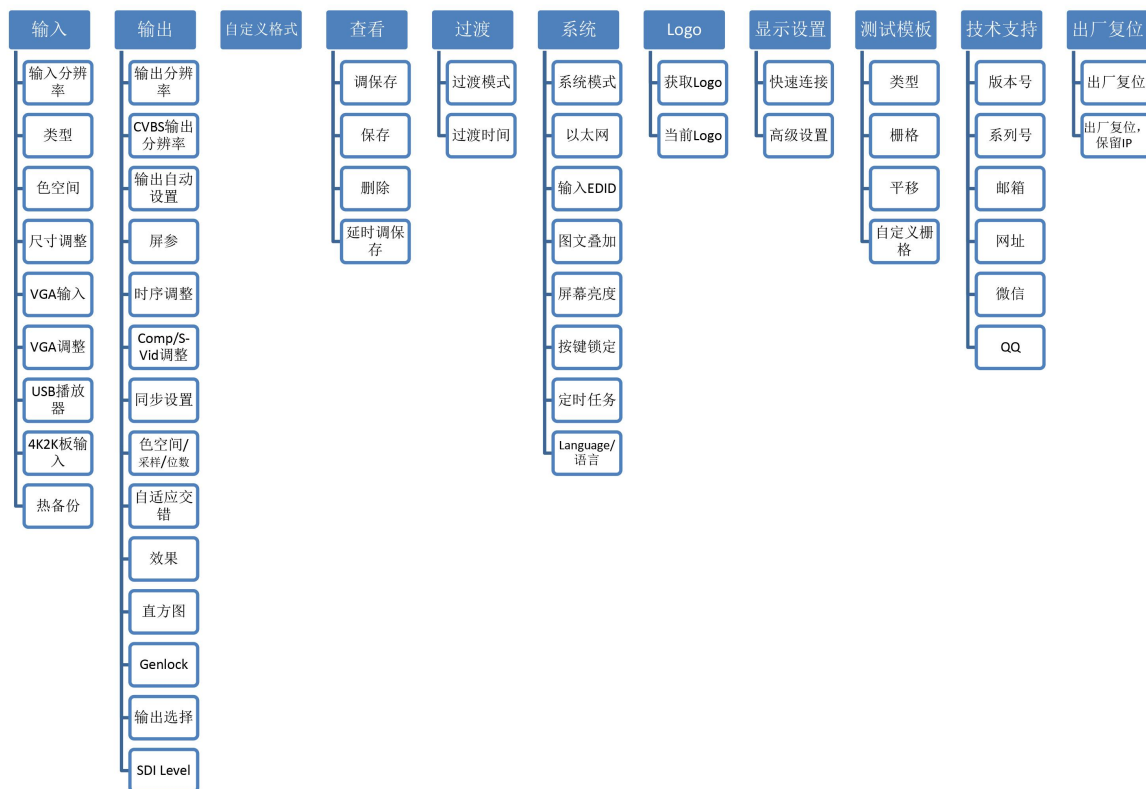 输入
输入分辨
率
类型
色空间
尺寸调整
VGA输入
VGA调整
USB播放
器
4K2K板输
入
热备份
输出
输出分辨
率
CVBS输出
分辨率
输出自动
设置
屏参
时序调整
Comp/S-
Vid调整
同步设置
色空间/
采样/位数
自适应交
错
效果
直方图
Genlock
输出选择
SDI Level
自定义格式
查看
调保存
保存
删除
延时调保
存
过渡
过渡模式
过渡时间
系统
系统模式
以太网
输入EDID
图文叠加
屏幕亮度
按键锁定
定时任务
Language/
语言
Logo
获取Logo
当前Logo
显示设置
快速连接
高级设置
测试模板
类型
栅格
平移
自定义栅
格
技术支持
版本号
系列号
邮箱
网址
微信
QQ
出厂复位
出厂复位
出厂复位，
保留IP